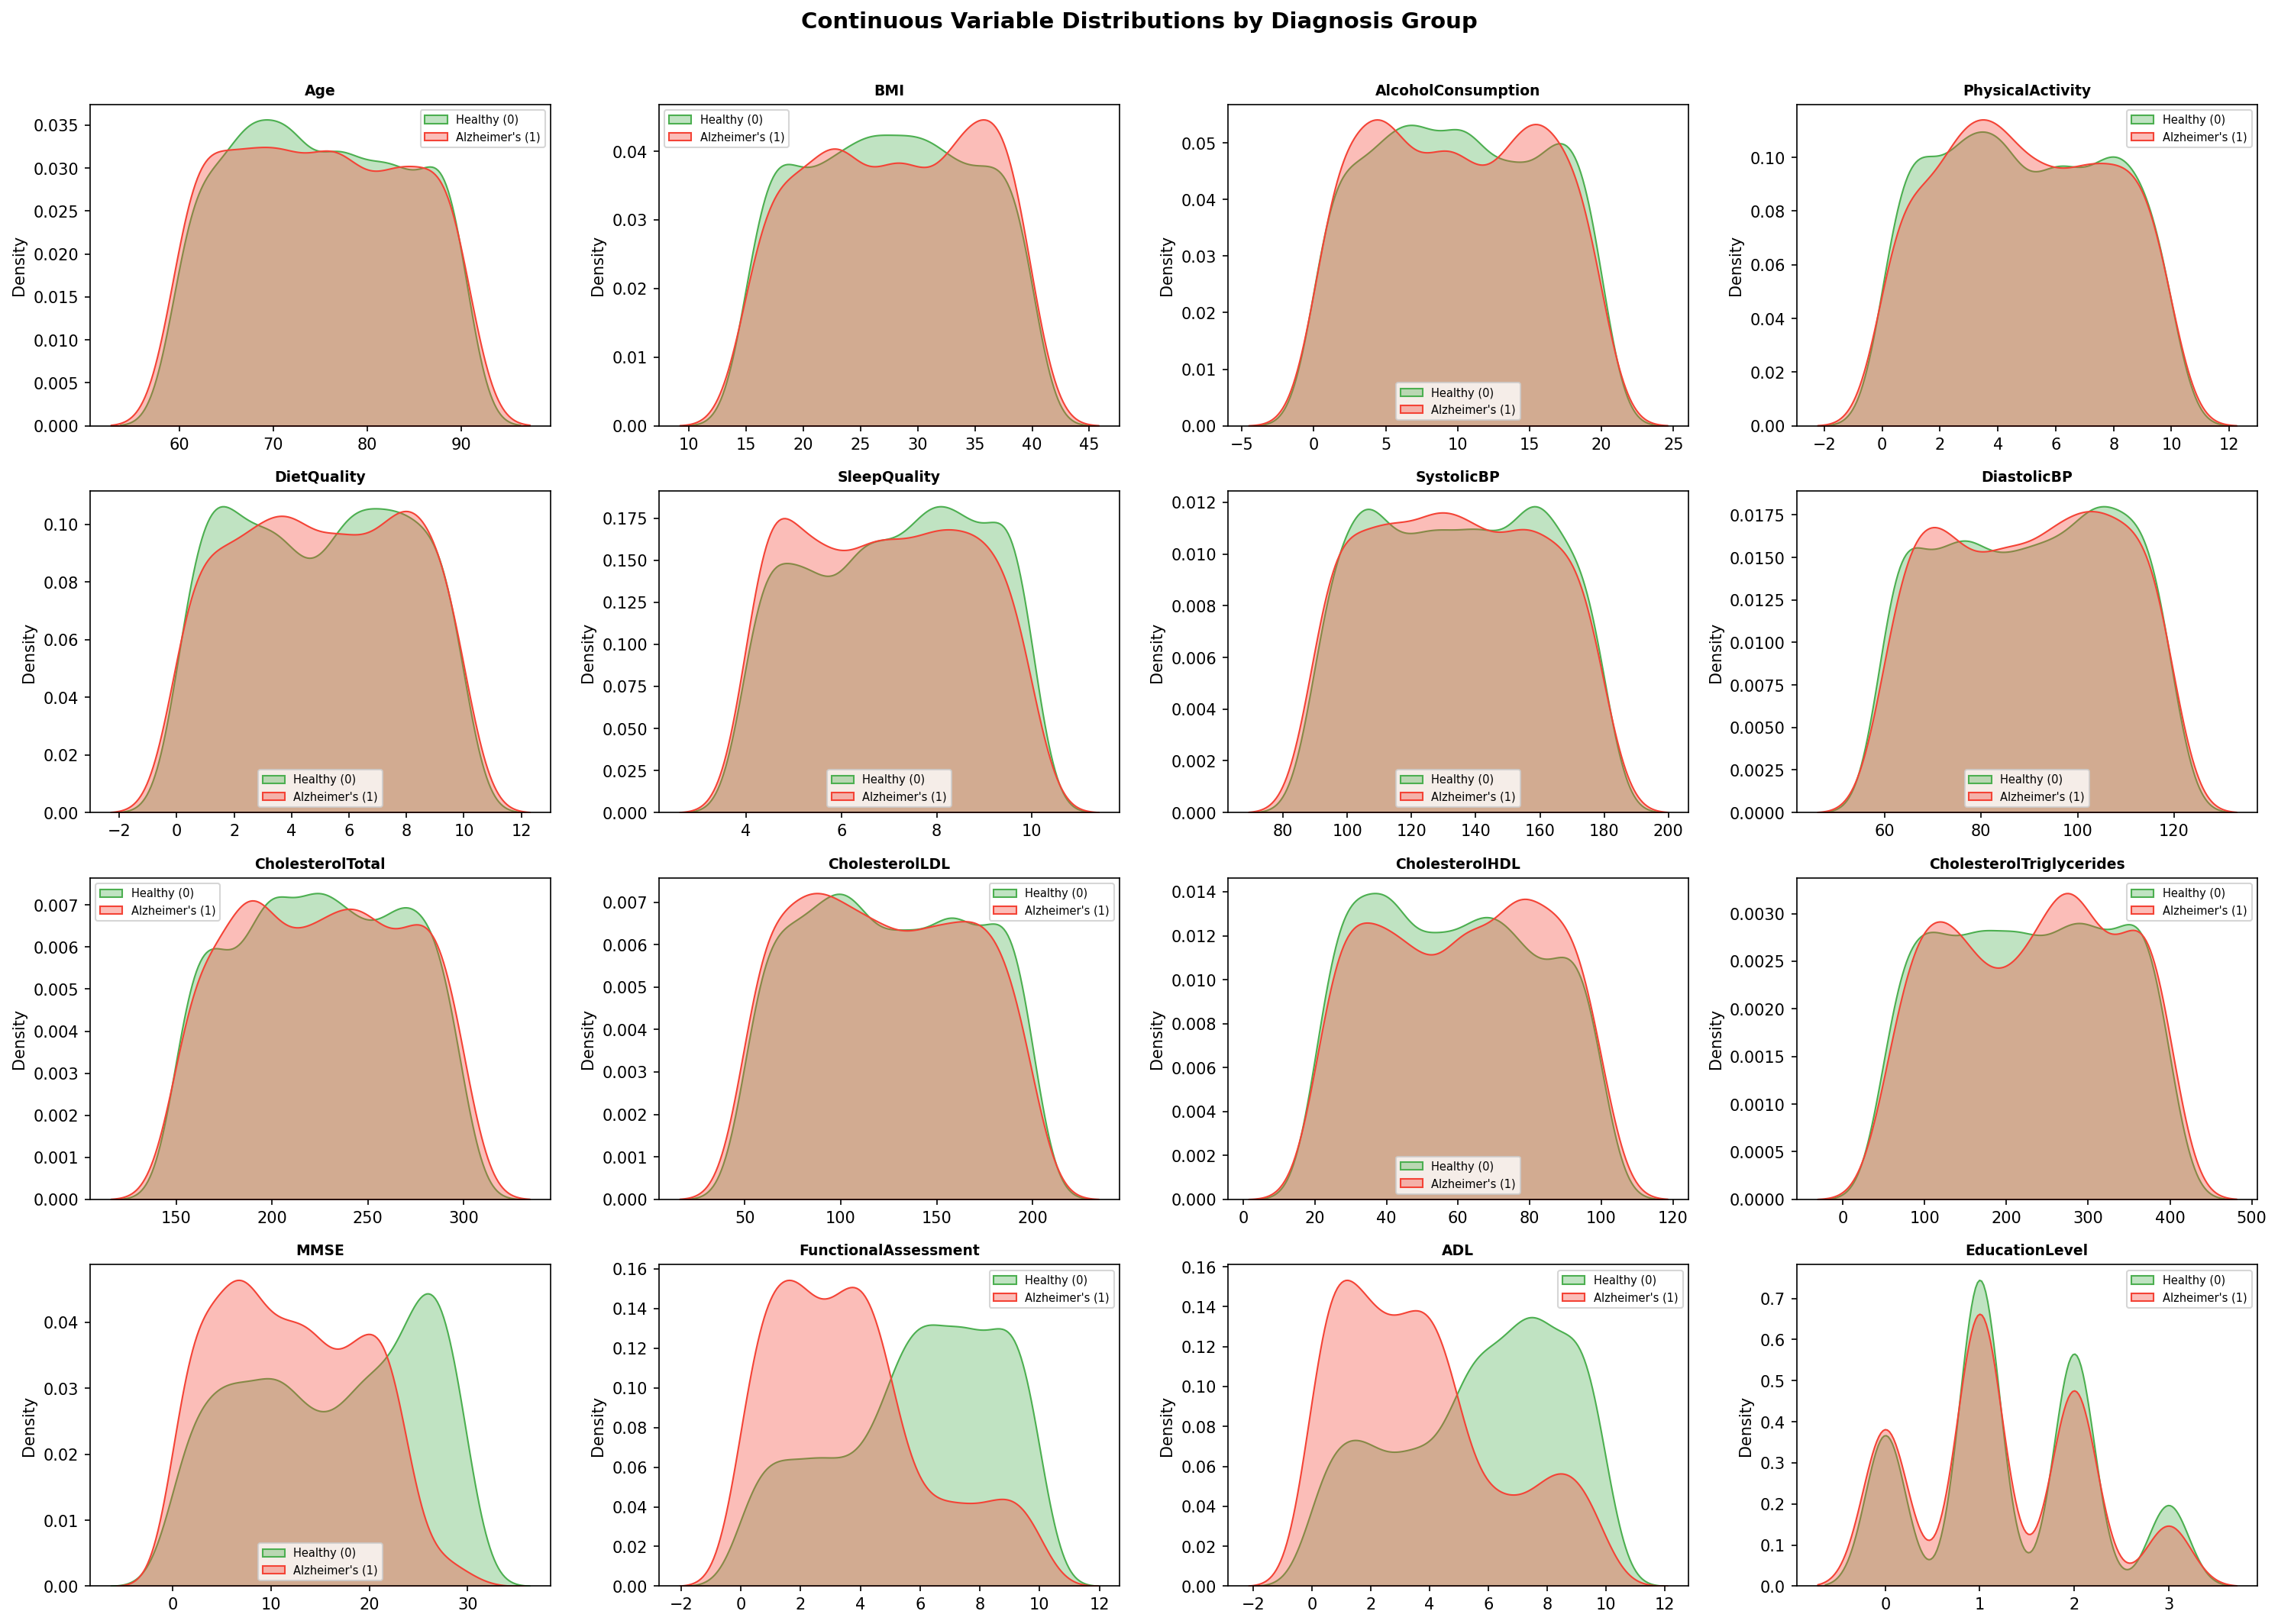 Continuous Variable Distributions by Diagnosis Group
Age
Density
0.035
0.030
0.025
0.020
0.015
0.010
0.005
0.000
60 70 80 90
Healthy (0)
Alzheimer's (1)
BMI
Density
0.04
0.03
0.02
0.01
0.00
10 15 20 25 30 35 40 45
Healthy (0)
Alzheimer's (1)
AlcoholConsumption
Density
0.05
0.04
0.03
0.02
0.01
0.00
−5 0 5 10 15 20 25
Healthy (0)
Alzheimer's (1)
PhysicalActivity
Density
0.10
0.08
0.06
0.04
0.02
0.00
−2 0 2 4 6 8 10 12
Healthy (0)
Alzheimer's (1)
DietQuality
Density
0.10
0.08
0.06
0.04
0.02
0.00
−2 0 2 4 6 8 10 12
Healthy (0)
Alzheimer's (1)
SleepQuality
Density
0.175
0.150
0.125
0.100
0.075
0.050
0.025
0.000
4 6 8 10
Healthy (0)
Alzheimer's (1)
SystolicBP
Density
0.012
0.010
0.008
0.006
0.004
0.002
0.000
80 100 120 140 160 180 200
Healthy (0)
Alzheimer's (1)
DiastolicBP
Density
0.0175
0.0150
0.0125
0.0100
0.0075
0.0050
0.0025
0.0000
60 80 100 120
Healthy (0)
Alzheimer's (1)
CholesterolTotal
Density
0.007
0.006
0.005
0.004
0.003
0.002
0.001
0.000
150 200 250 300
Healthy (0)
Alzheimer's (1)
CholesterolLDL
Density
0.007
0.006
0.005
0.004
0.003
0.002
0.001
0.000
50 100 150 200
Healthy (0)
Alzheimer's (1)
CholesterolHDL
Density
0.014
0.012
0.010
0.008
0.006
0.004
0.002
0.000
0 20 40 60 80 100 120
Healthy (0)
Alzheimer's (1)
CholesterolTriglycerides
Density
0.0030
0.0025
0.0020
0.0015
0.0010
0.0005
0.0000
0 100 200 300 400 500
Healthy (0)
Alzheimer's (1)
MMSE
Density
0.04
0.03
0.02
0.01
0.00
0 10 20 30
Healthy (0)
Alzheimer's (1)
FunctionalAssessment
Density
0.16
0.14
0.12
0.10
0.08
0.06
0.04
0.02
0.00
−2 0 2 4 6 8 10 12
Healthy (0)
Alzheimer's (1)
ADL
Density
0.16
0.14
0.12
0.10
0.08
0.06
0.04
0.02
0.00
−2 0 2 4 6 8 10 12
Healthy (0)
Alzheimer's (1)
EducationLevel
Density
0.7
0.6
0.5
0.4
0.3
0.2
0.1
0.0
0 1 2 3
Healthy (0)
Alzheimer's (1)